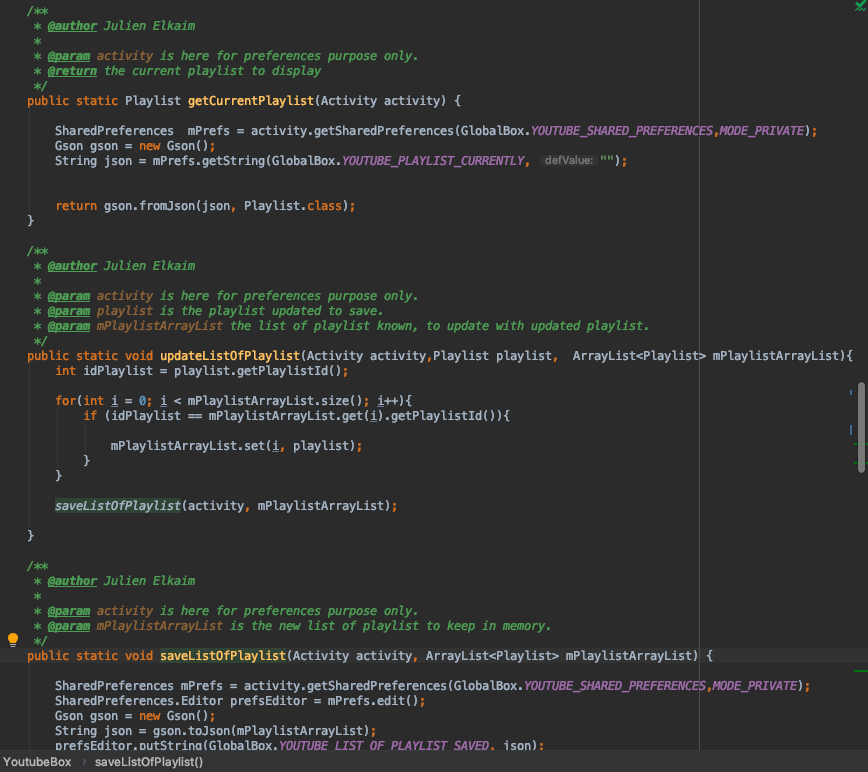 /**
 * @author Julien Elkaim
 *
 * @param activity is here for preferences purpose only.
 * @return the current playlist to display
 */
public static Playlist getCurrentPlaylist(Activity activity) {
SharedPreferences  mPrefs = activity.getSharedPreferences(GlobalBox.YOUTUBE_SHARED_PREFERENCES,MODE_PRIVATE);
Gson gson = new Gson();
String json = mPrefs.getString(GlobalBox.YOUTUBE_PLAYLIST_CURRENTLY, defValue: "");
return gson.fromJson(json, Playlist.class);
}
/**
 * @author Julien Elkaim
 *
 * @param activity is here for preferences purpose only.
 * @param playlist is the playlist updated to save.
 * @param mPlaylistArrayList the list of playlist known, to update with updated playlist.
 */
public static void updateListOfPlaylist(Activity activity,Playlist playlist,  ArrayList<Playlist> mPlaylistArrayList){
int idPlaylist = playlist.getPlaylistId();
for(int i = 0; i < mPlaylistArrayList.size(); i++){
if (idPlaylist == mPlaylistArrayList.get(i).getPlaylistId()){
mPlaylistArrayList.set(i, playlist);
}
}
saveListOfPlaylist(activity, mPlaylistArrayList);
}
/**
 * @author Julien Elkaim
 *
 * @param activity is here for preferences purpose only.
 * @param mPlaylistArrayList is the new list of playlist to keep in memory.
 */
public static void saveListOfPlaylist(Activity activity, ArrayList<Playlist> mPlaylistArrayList) {
SharedPreferences mPrefs = activity.getSharedPreferences(GlobalBox.YOUTUBE_SHARED_PREFERENCES,MODE_PRIVATE);
SharedPreferences.Editor prefsEditor = mPrefs.edit();
Gson gson = new Gson();
String json = gson.toJson(mPlaylistArrayList);
prefsEditor.putString(GlobalBox.YOUTUBE_LIST_OF_PLAYLIST_SAVED, json);
YoutubeBox › saveListOfPlaylist()